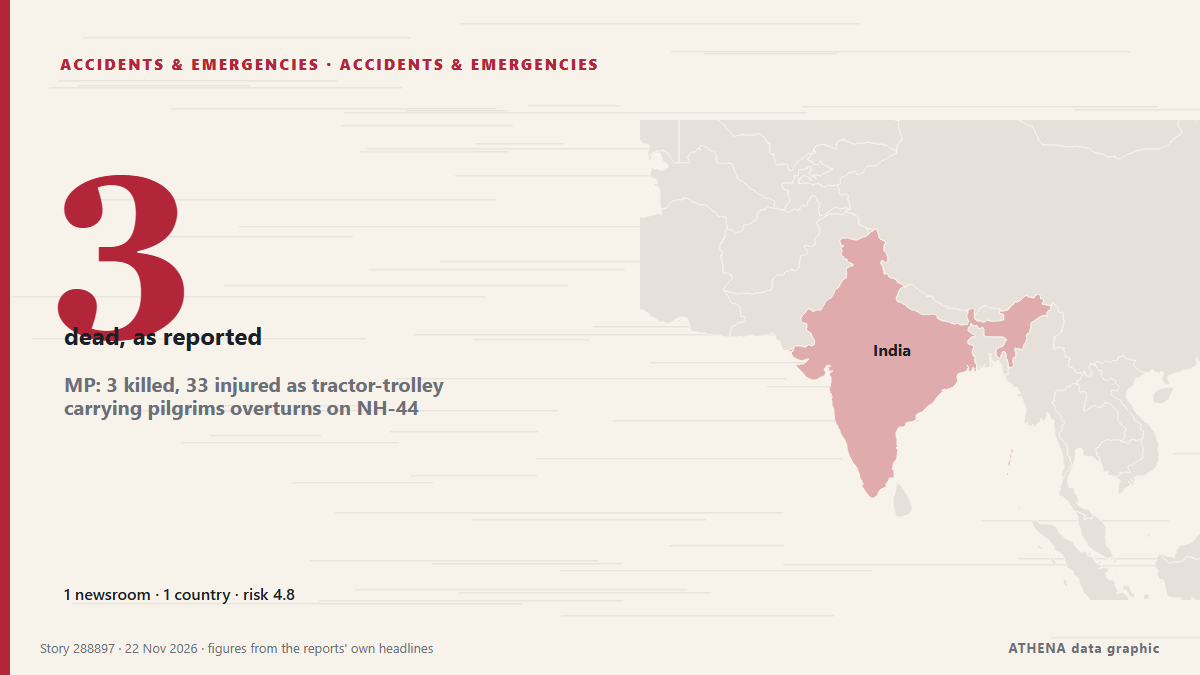 ACCIDENTS & EMERGENCIES · ACCIDENTS & EMERGENCIES
3
dead, as reported
MP: 3 killed, 33 injured as tractor-trolley
carrying pilgrims overturns on NH-44
India
1 newsroom · 1 country · risk 4.8
Story 288897 · 22 Nov 2026 · figures from the reports' own headlines
ATHENA data graphic